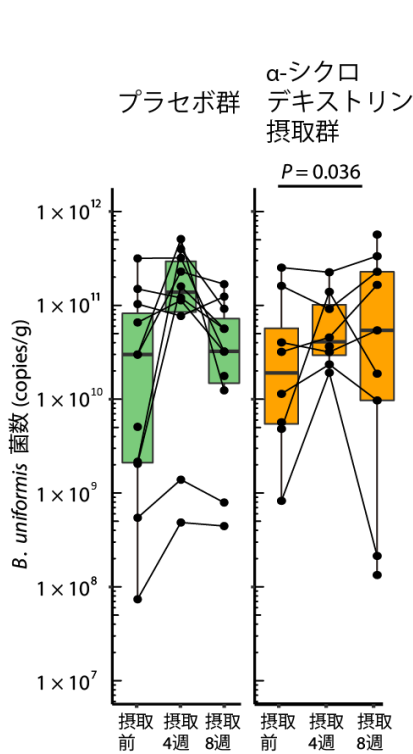 プラセボ群
α-シクロ
デキストリン
摂取群
P = 0.036
B. uniformis 菌数 (copies/g)
1 × 10¹²
1 × 10¹¹
1 × 10¹⁰
1 × 10⁹
1 × 10⁸
1 × 10⁷
摂取 摂取 摂取
前 4週 8週
摂取 摂取 摂取
前 4週 8週